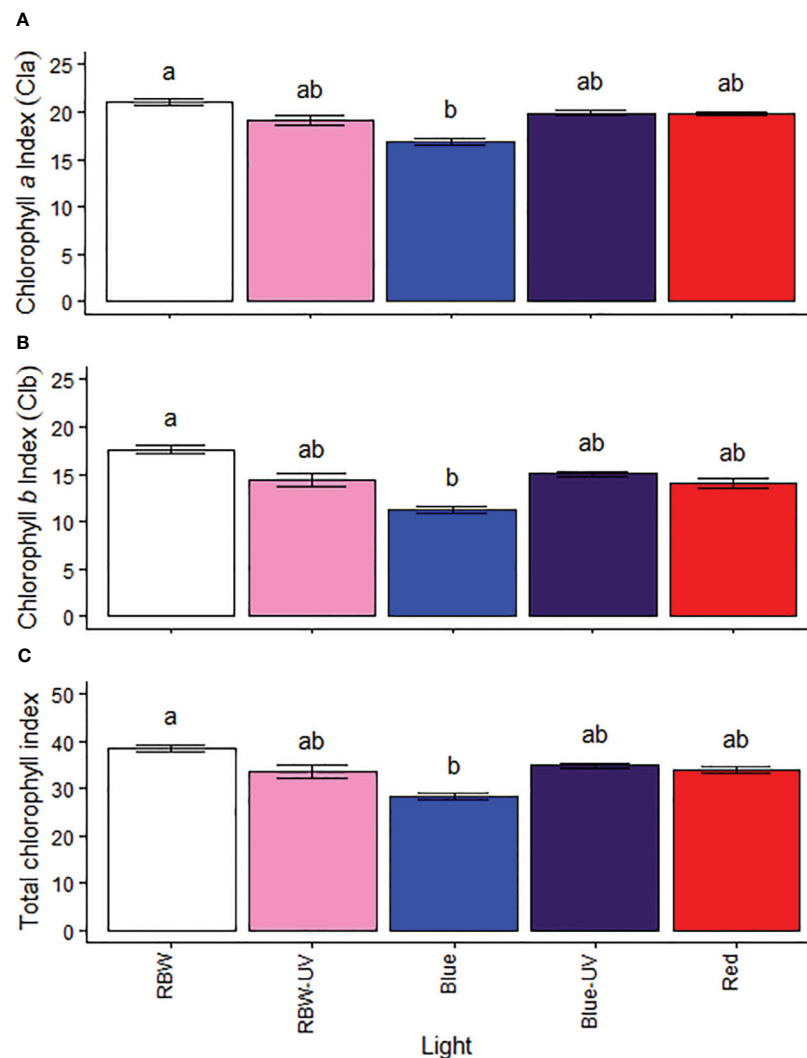 A
Chlorophyll a Index (Cla)
25
20
15
10
5
0
a
ab
b
ab
ab
B
Chlorophyll b Index (Clb)
25
20
15
10
5
0
a
ab
b
ab
ab
C
Total chlorophyll index
50
40
30
20
10
0
a
ab
b
ab
ab
RBW
RBW-UV
Blue
Blue-UV
Red
Light